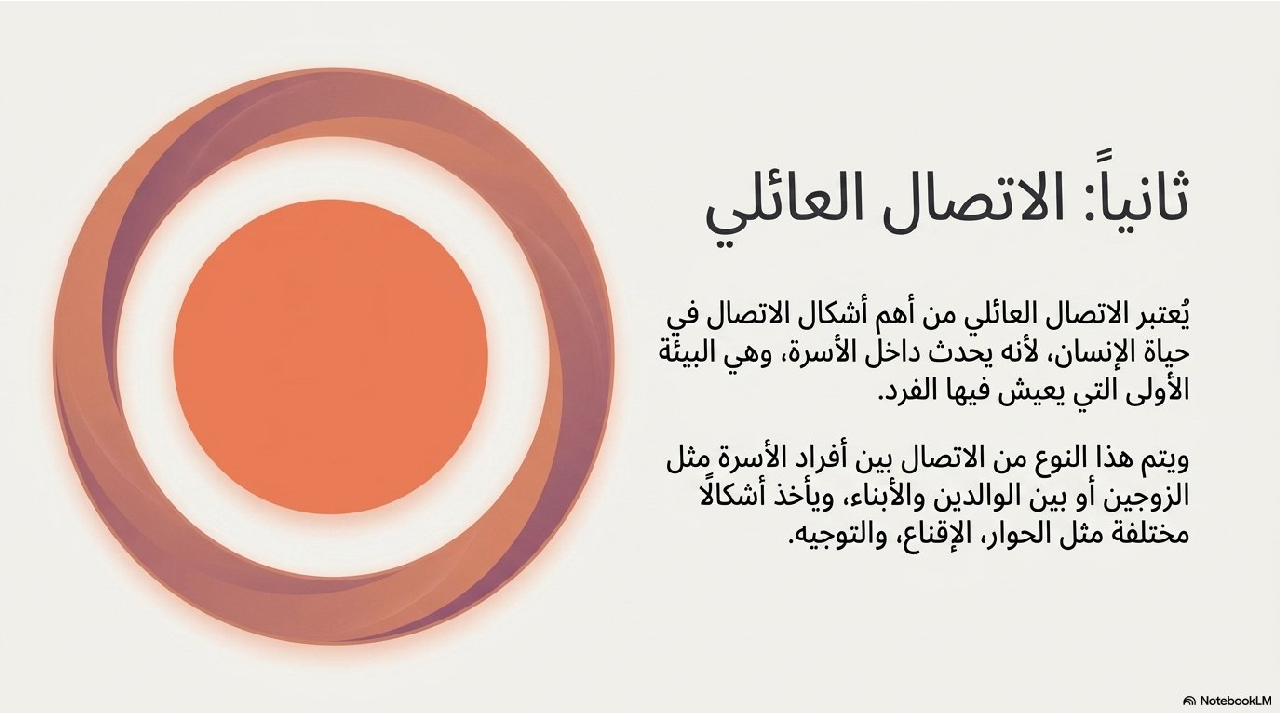 ثانياً: الاتصال العائلي
يُعتبر الاتصال العائلي من أهم أشكال الاتصال في
حياة الإنسان، لأنه يحدث داخل الأسرة، وهي البيئة
الأولى التي يعيش فيها الفرد.
ويتم هذا النوع من الاتصال بين أفراد الأسرة مثل
الزوجين أو بين الوالدين والأبناء، ويأخذ أشكالًا
مختلفة مثل الحوار، الإقناع، والتوجيه.
NotebookLM